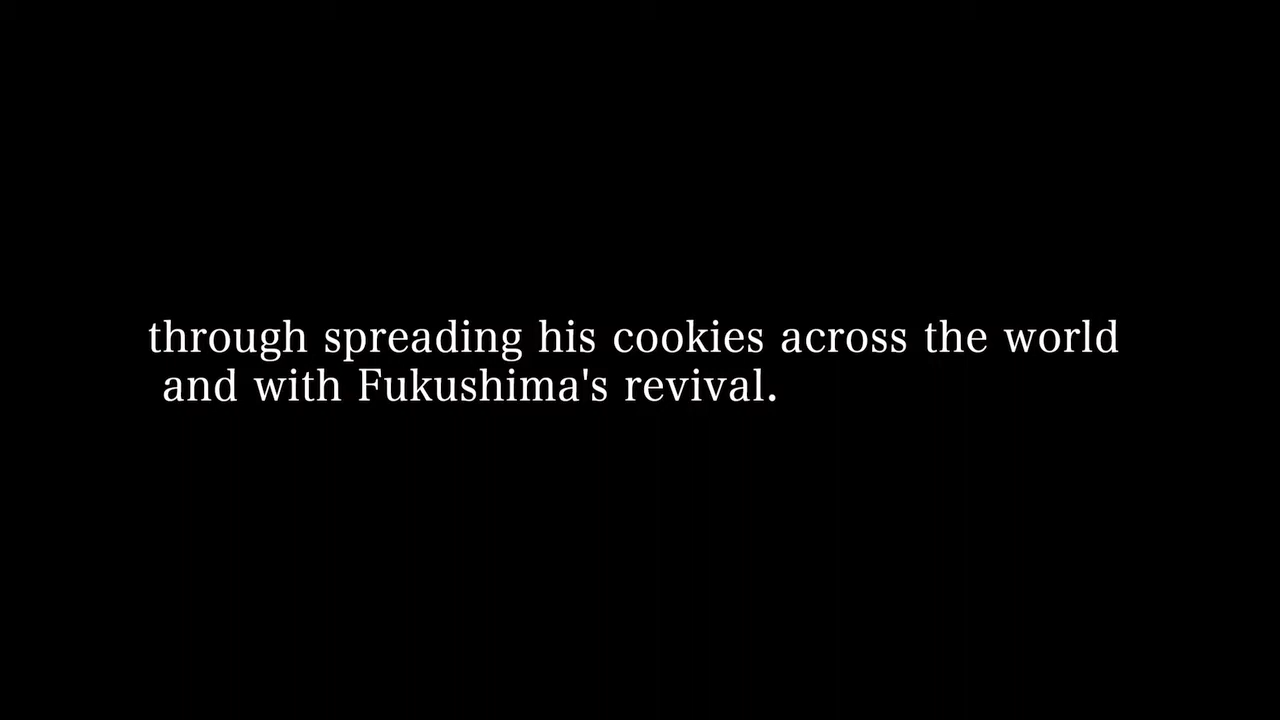 through spreading his cookies across the world
and with Fukushima's revival.